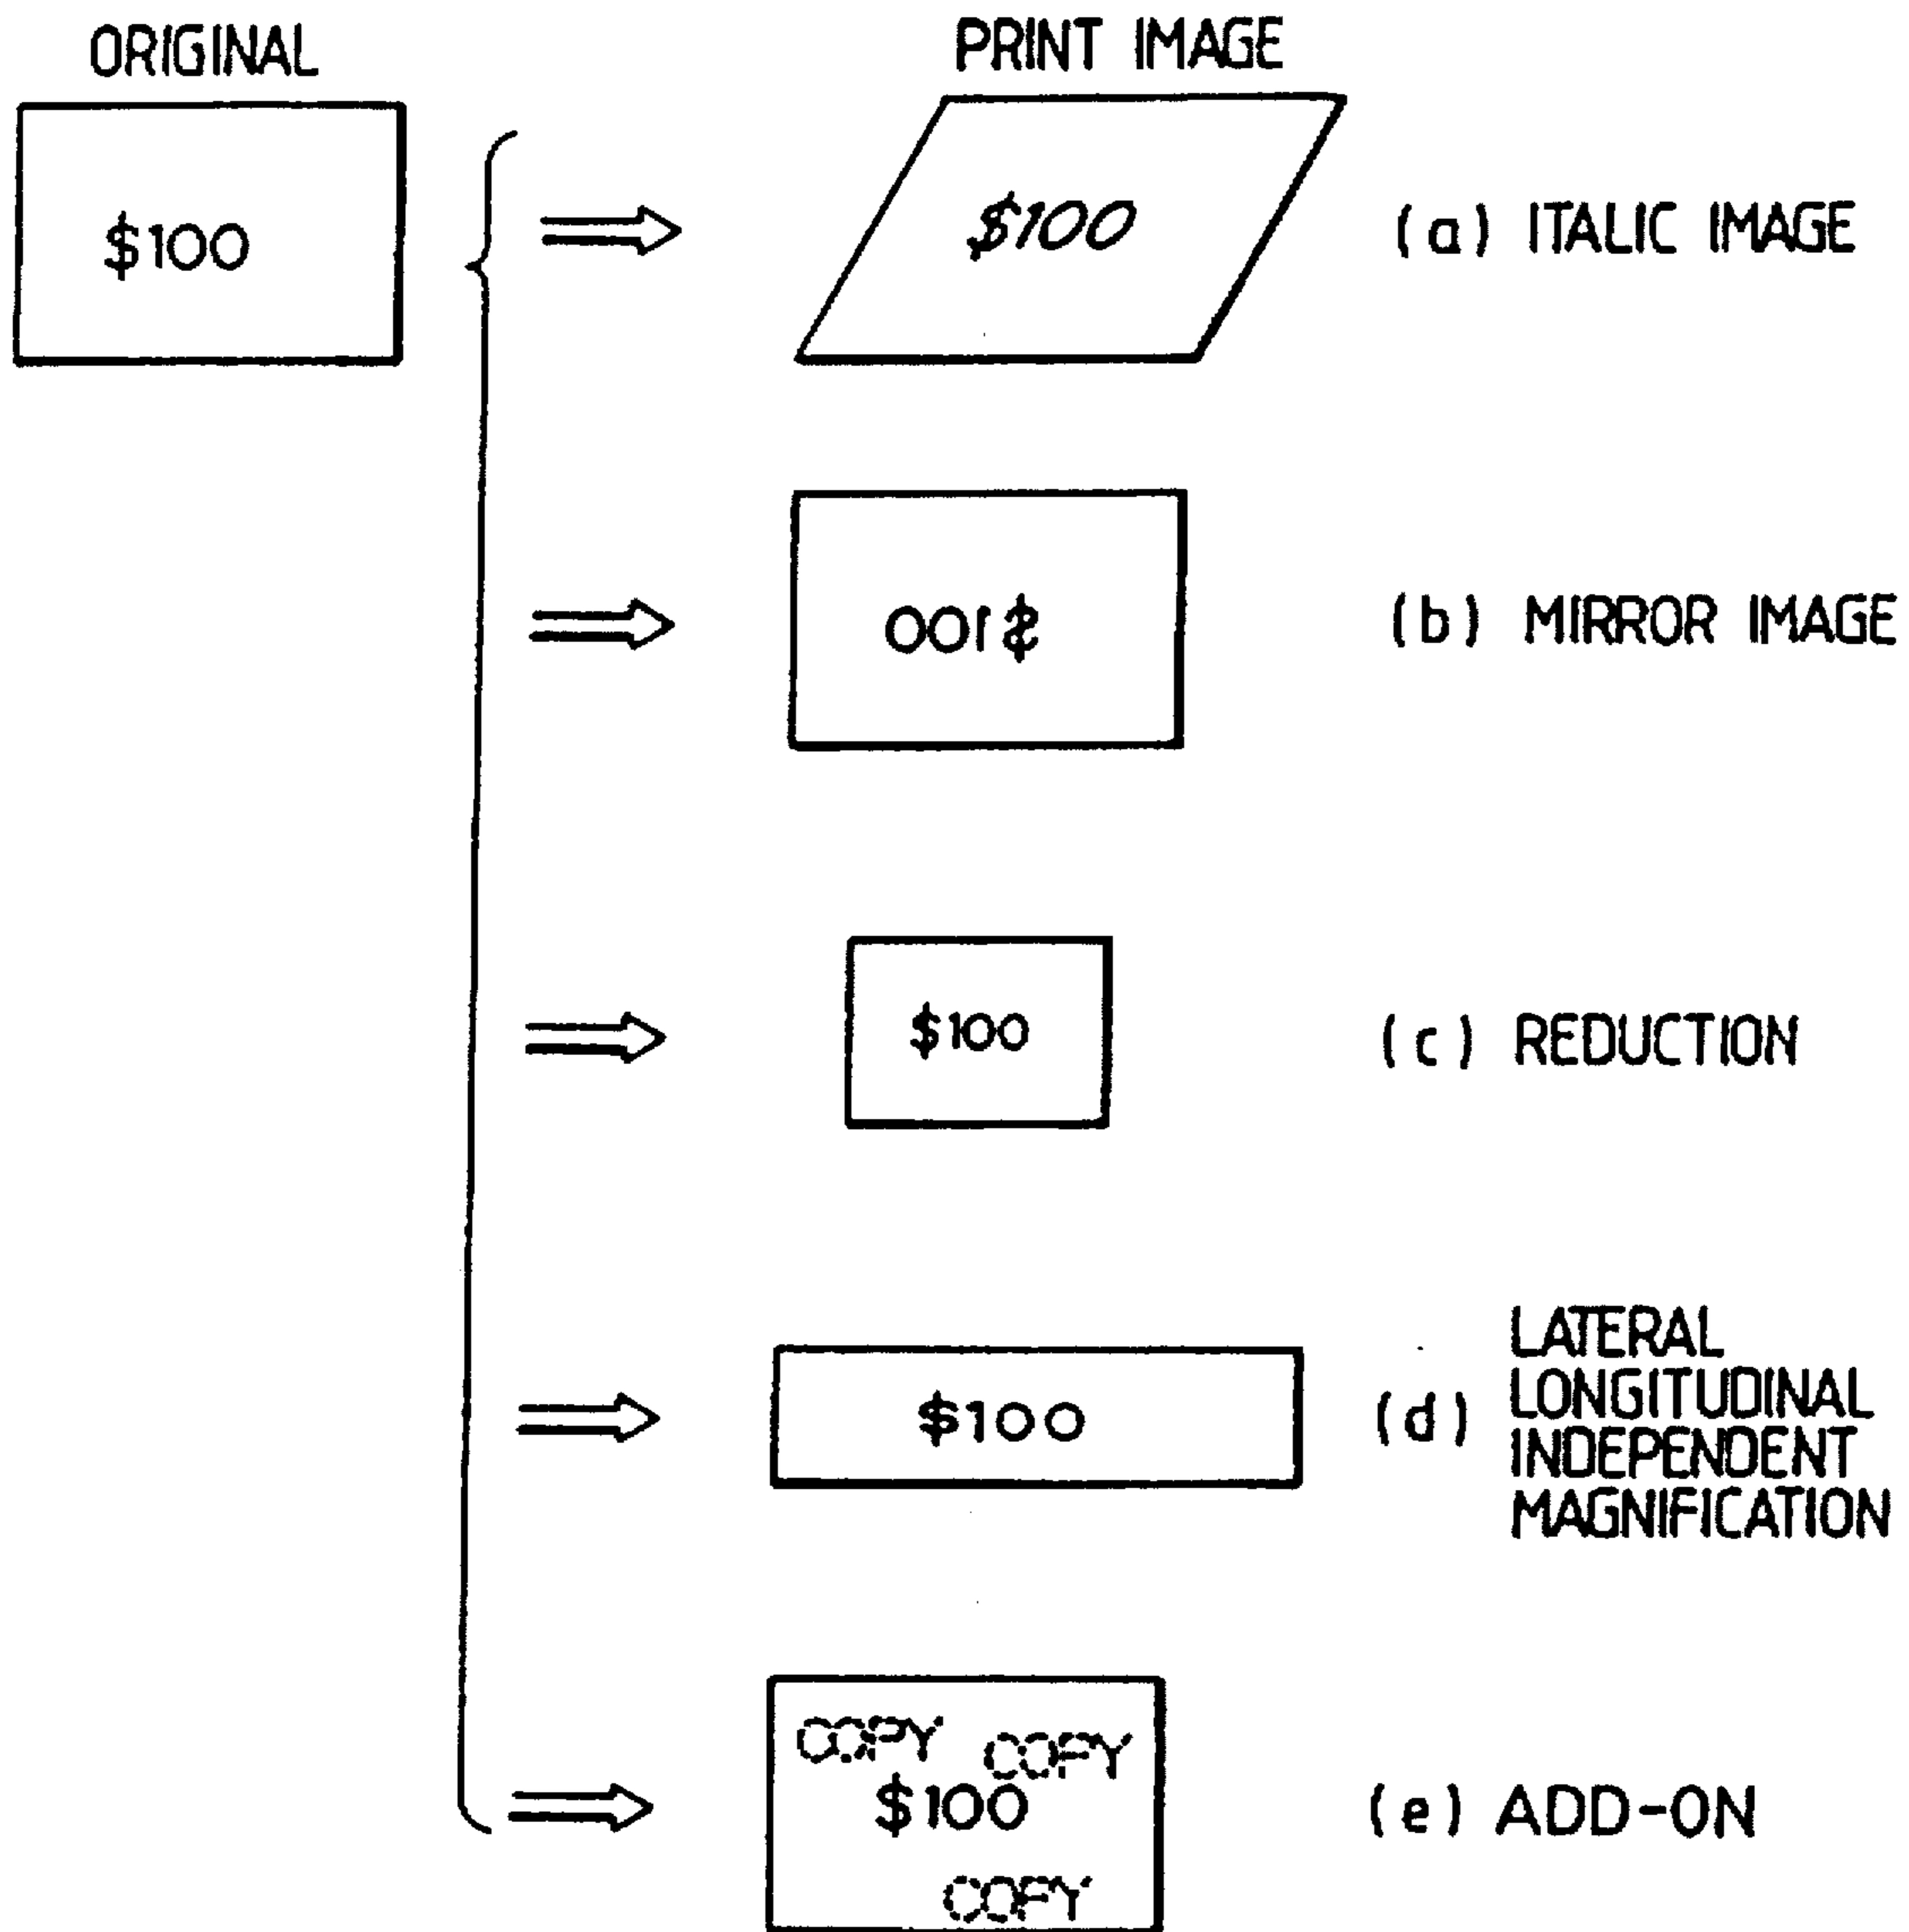 ORIGINAL
PRINT IMAGE
$100
$100
(a) ITALIC IMAGE
$100
(b) MIRROR IMAGE
$100
(c) REDUCTION
$100
(d) LATERAL
LONGITUDINAL
INDEPENDENT
MAGNIFICATION
COPY COPY
$100
COPY
(e) ADD-ON